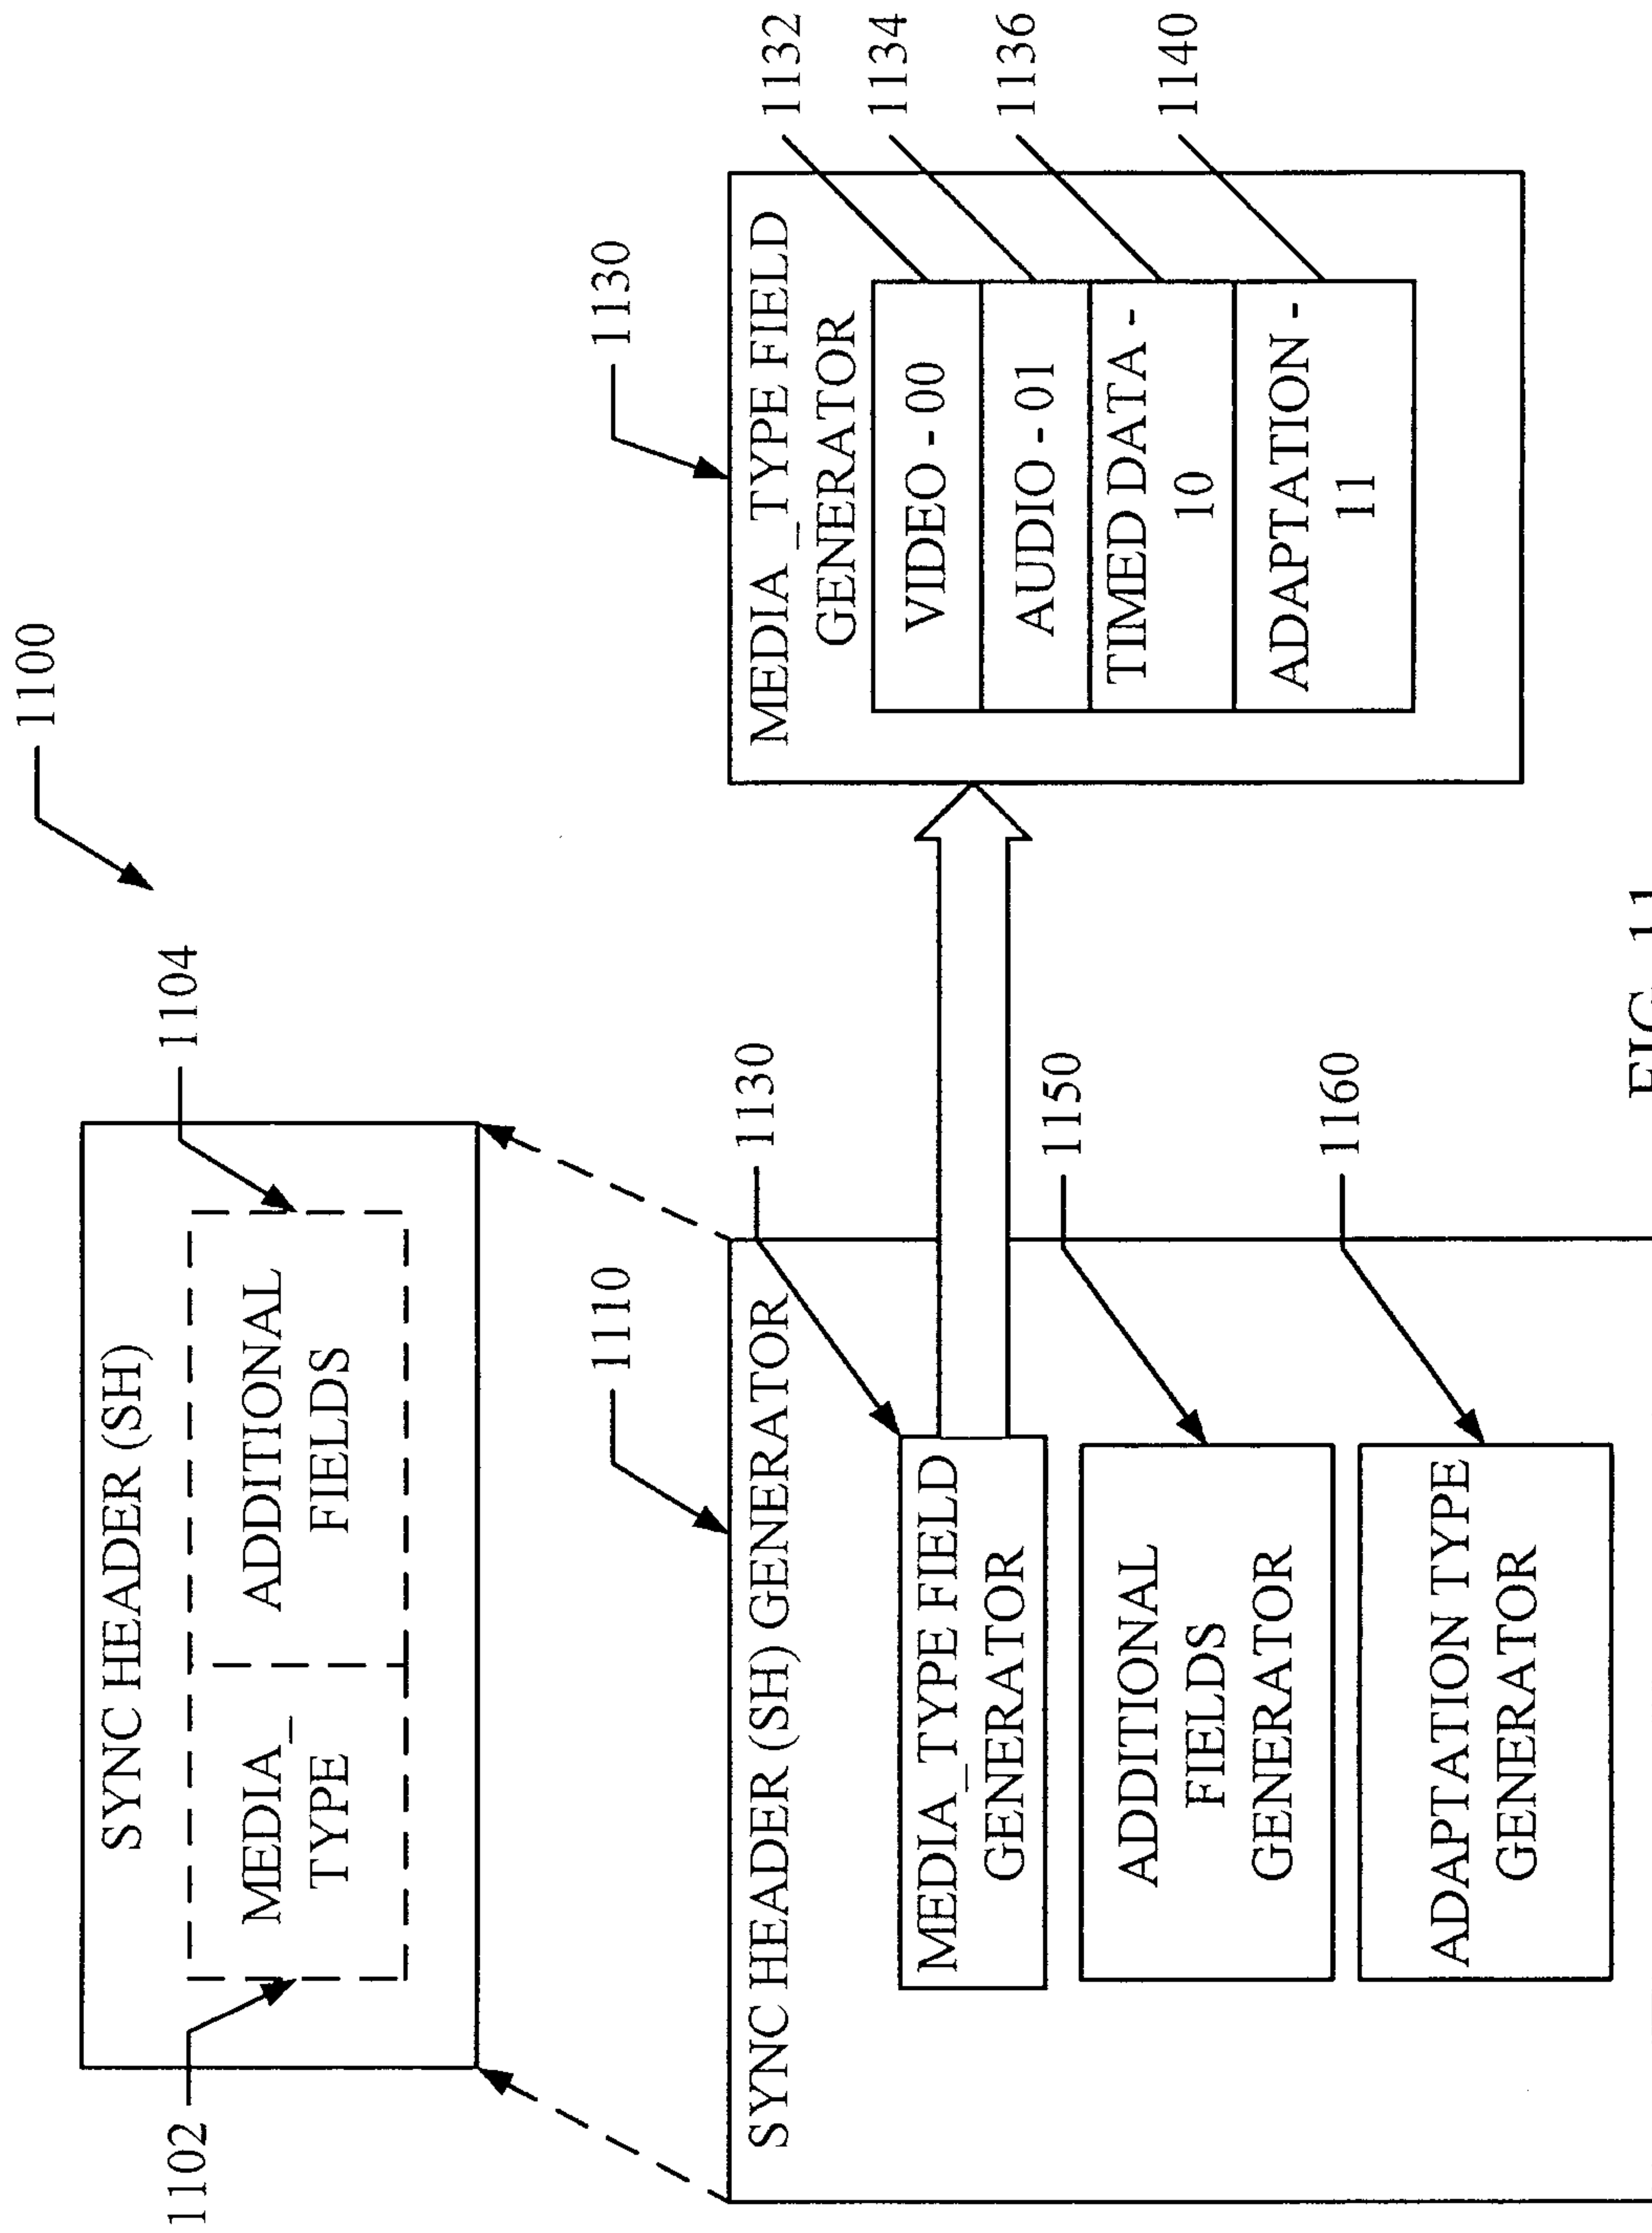 1100
1104
SYNC HEADER (SH)
MEDIA_
TYPE
ADDITIONAL
FIELDS
1102
1110
SYNC HEADER (SH) GENERATOR
1130
MEDIA_TYPE FIELD
GENERATOR
1150
ADDITIONAL
FIELDS
GENERATOR
1160
ADAPTATION TYPE
GENERATOR
1130
MEDIA_TYPE FIELD
GENERATOR
VIDEO - 00
1132
AUDIO - 01
1134
TIMED DATA -
10
1136
ADAPTATION -
11
1140
FIG. 11